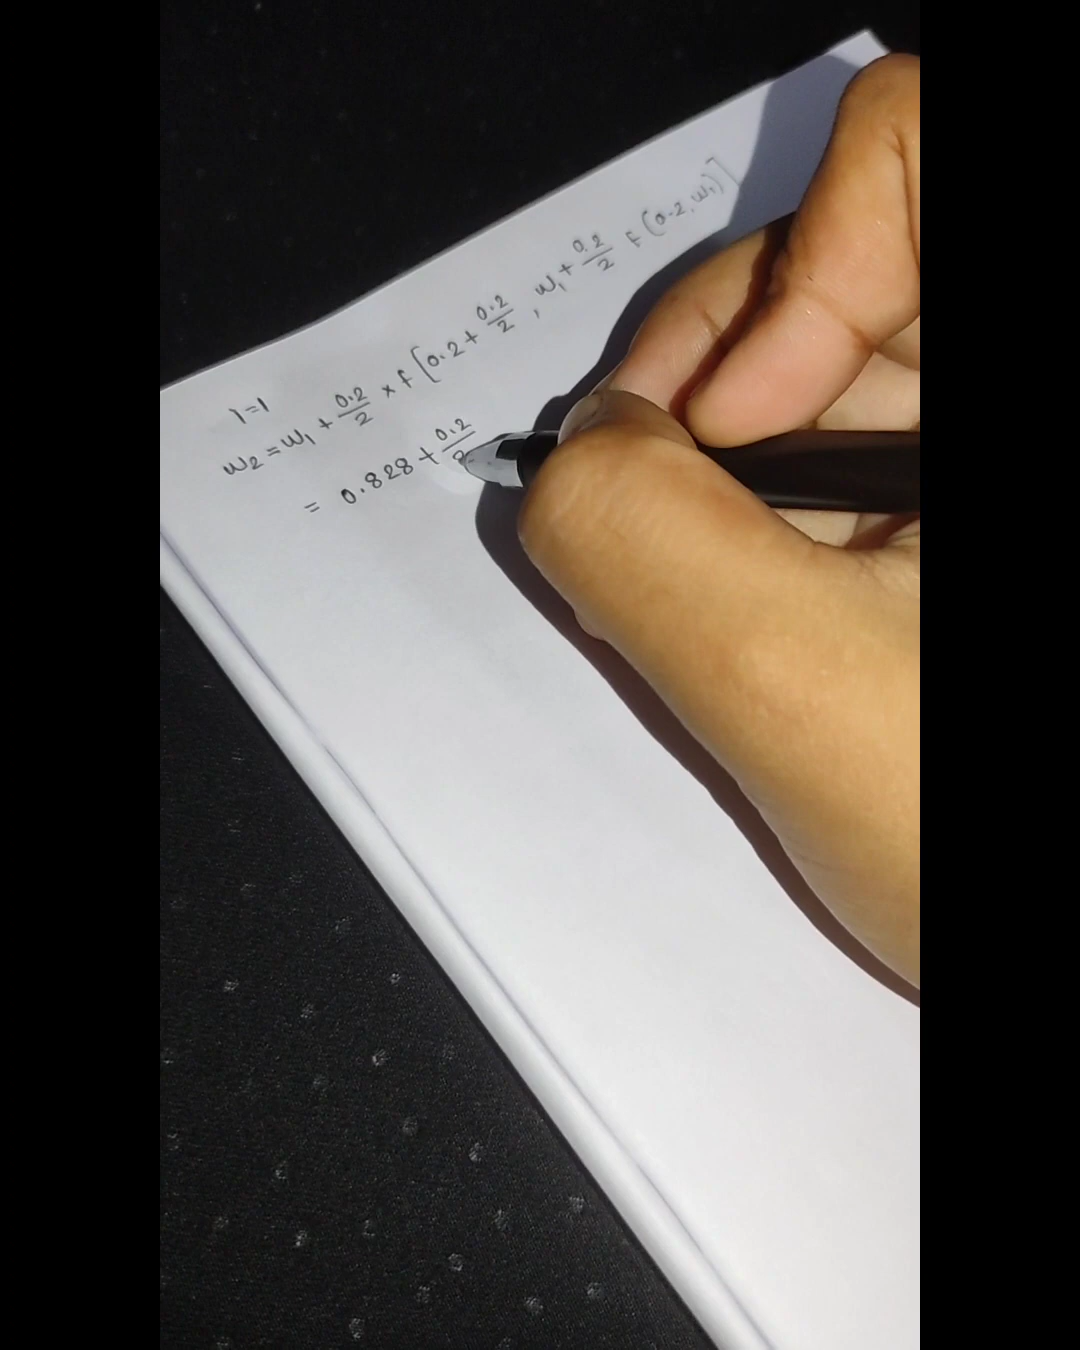 i=1
w₂ = w₁ + 0.2/2 × f [0.2 + 0.2/2 , w₁ + 0.2/2 f (0.2, w₁)]
= 0.828 + 0.2/2